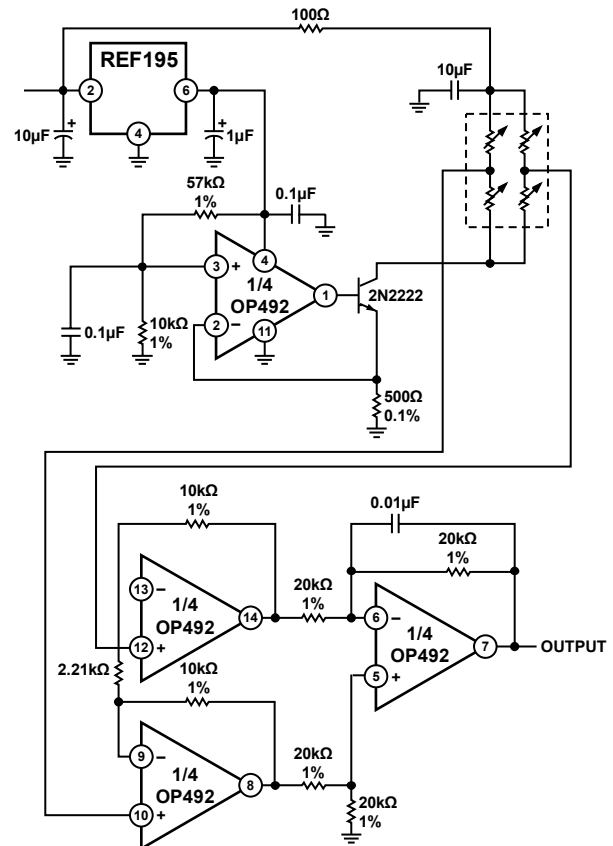 100Ω
REF195
2
6
4
10µF
1µF
10µF
57kΩ
1%
0.1µF
3
+
4
1/4
OP492
1
2N2222
2
−
11
0.1µF
10kΩ
1%
500Ω
0.1%
10kΩ
1%
0.01µF
20kΩ
1%
13
−
1/4
OP492
14
12
+
20kΩ
1%
6
−
1/4
OP492
7
OUTPUT
5
+
2.21kΩ
10kΩ
1%
9
−
1/4
OP492
8
10
+
20kΩ
1%
20kΩ
1%
+
+